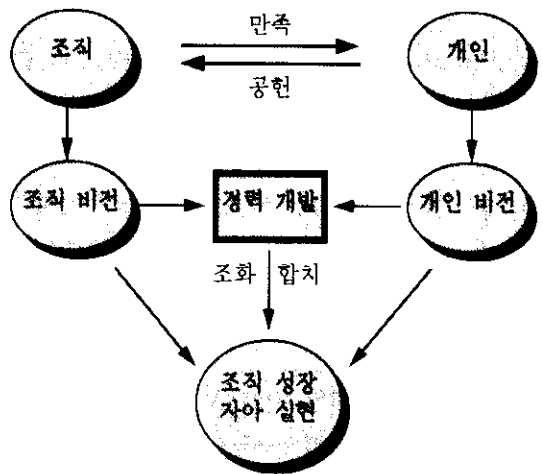 만족
조직
개인
공헌
조직 비전
경력 개발
개인 비전
조화
합치
조직 성장
자아 실현